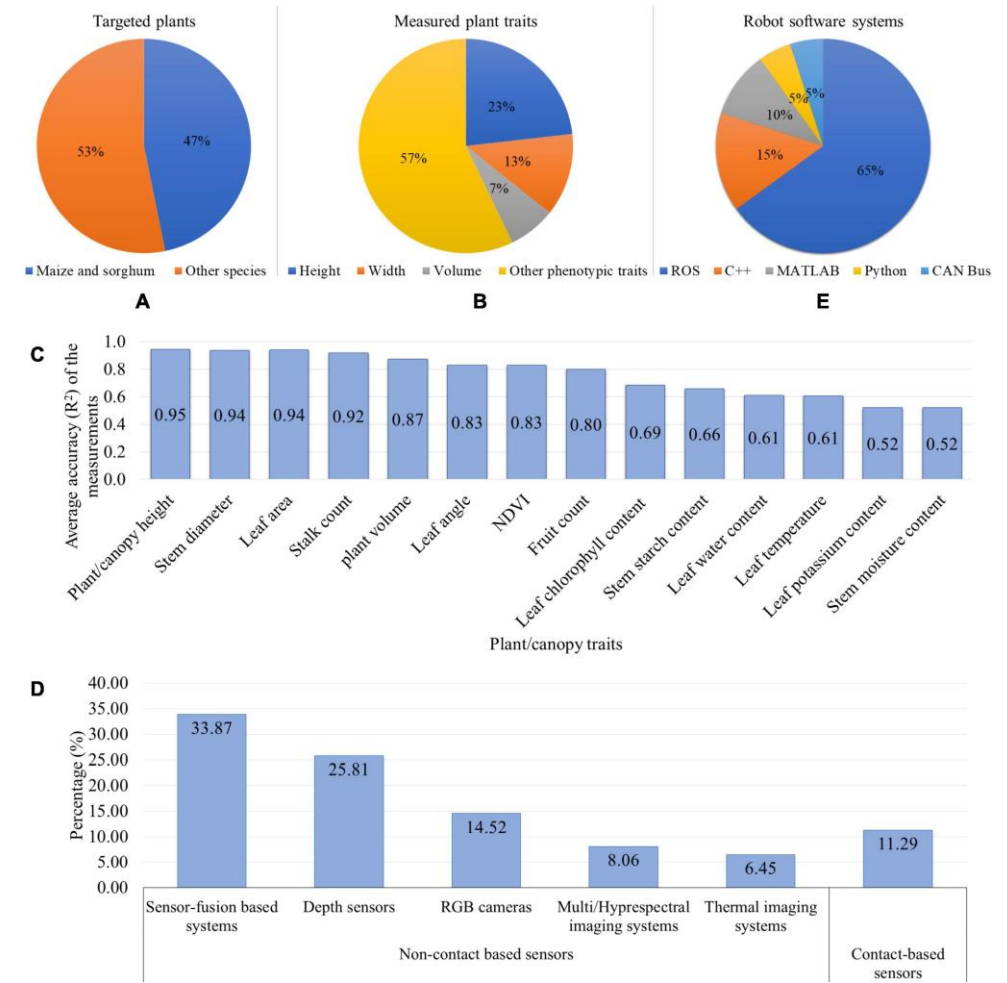 Targeted plants
53%
47%
Maize and sorghum Other species
A
Measured plant traits
23%
13%
7%
57%
Height Width Volume Other phenotypic traits
B
Robot software systems
5%
5%
10%
15%
65%
ROS C++ MATLAB Python CAN Bus
E
C
Average accuracy (R²) of the
measurements
1.0
0.8
0.6
0.4
0.2
0.0
0.95 0.94 0.94 0.92 0.87 0.83 0.83 0.80 0.69 0.66 0.61 0.61 0.52 0.52
Plant/canopy height
Stem diameter
Leaf area
Stalk count
plant volume
Leaf angle
NDVI
Fruit count
Leaf chlorophyll content
Stem starch content
Leaf water content
Leaf temperature
Leaf potassium content
Stem moisture content
Plant/canopy traits
D
Percentage (%)
40.00
35.00
30.00
25.00
20.00
15.00
10.00
5.00
0.00
33.87
25.81
14.52
8.06
6.45
11.29
Sensor-fusion based
systems
Depth sensors
RGB cameras
Multi/Hyprespectral
imaging systems
Thermal imaging
systems
Non-contact based sensors
Contact-based
sensors